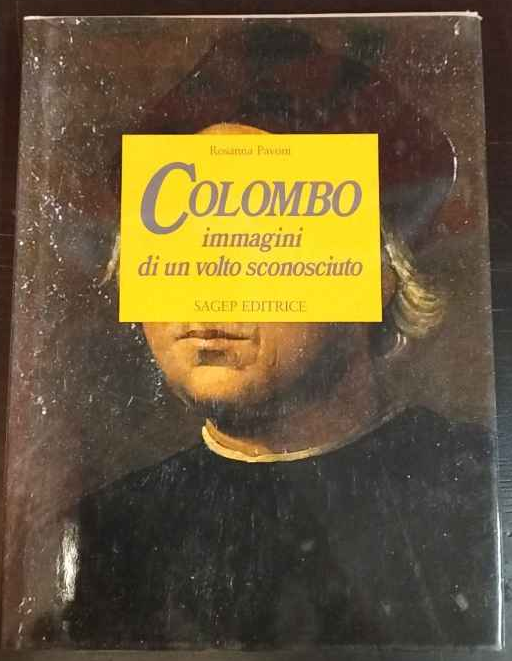 Rosanna Pavoni
COLOMBO
immagini
di un volto sconosciuto
SAGEP EDITRICE